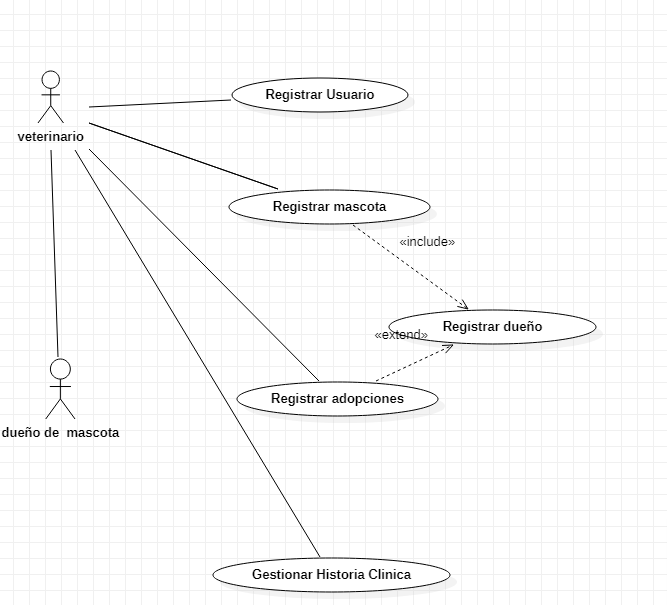 Registrar Usuario
veterinario
Registrar mascota
«include»
Registrar dueño
«extend»
Registrar adopciones
dueño de  mascota
Gestionar Historia Clinica